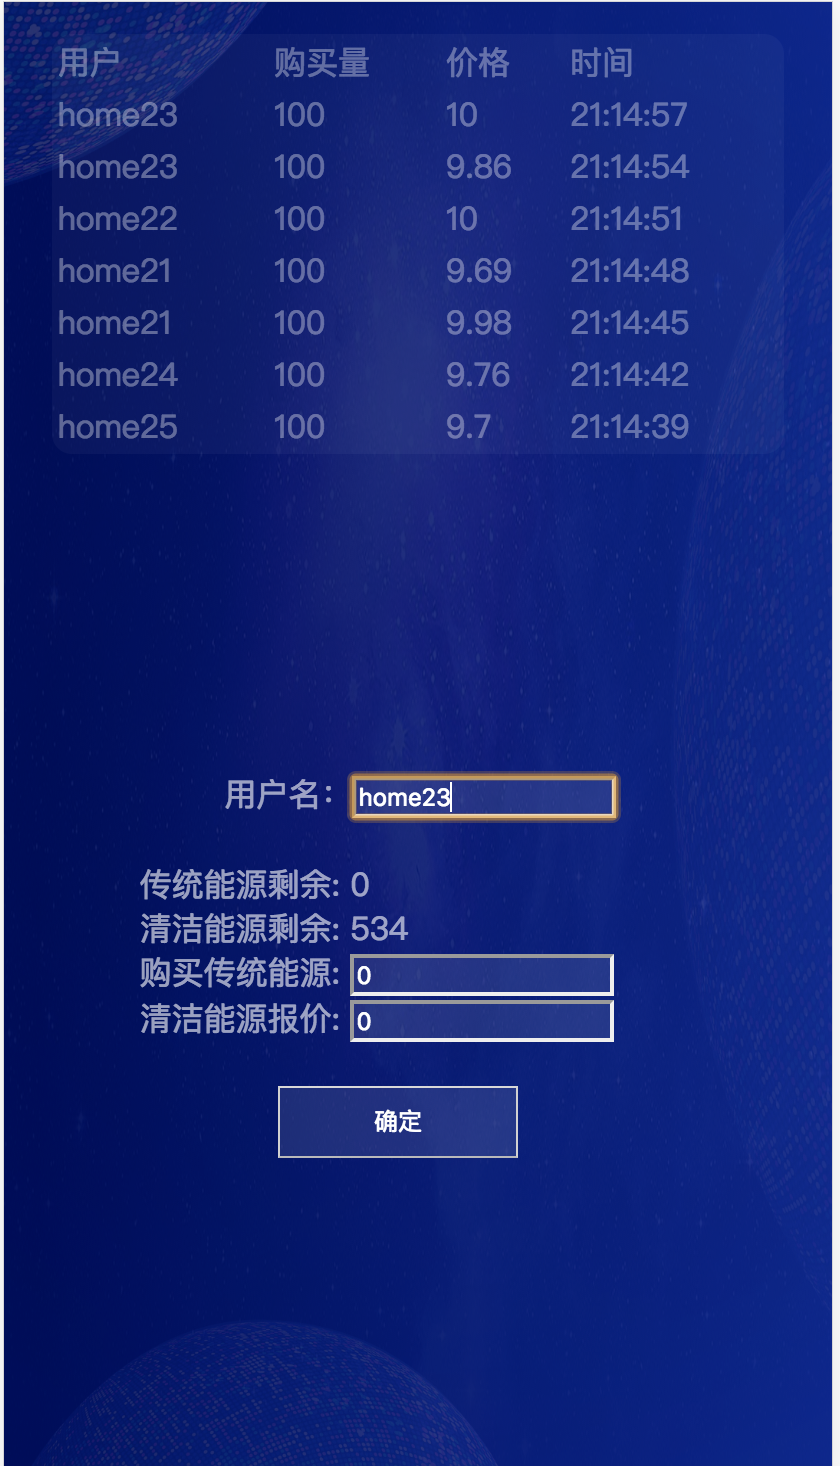 用户 购买量 价格 时间
home23 100 10 21:14:57
home23 100 9.86 21:14:54
home22 100 10 21:14:51
home21 100 9.69 21:14:48
home21 100 9.98 21:14:45
home24 100 9.76 21:14:42
home25 100 9.7 21:14:39
用户名： home23
传统能源剩余: 0
清洁能源剩余: 534
购买传统能源: 0
清洁能源报价: 0
确定